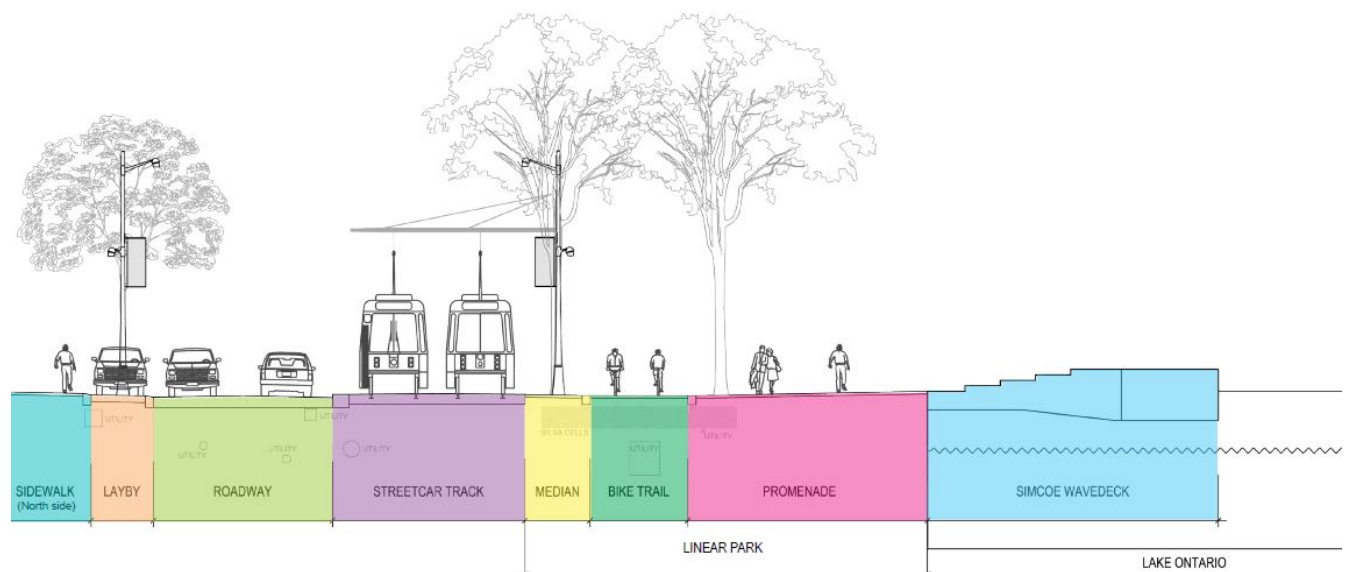 UTILITY
UTILITY
SILVA CELLS
UTILITY
UTILITY
UTILITY
UTILITY
SIDEWALK
(North side)
LAYBY
ROADWAY
STREETCAR TRACK
MEDIAN
BIKE TRAIL
PROMENADE
SIMCOE WAVEDECK
LINEAR PARK
LAKE ONTARIO